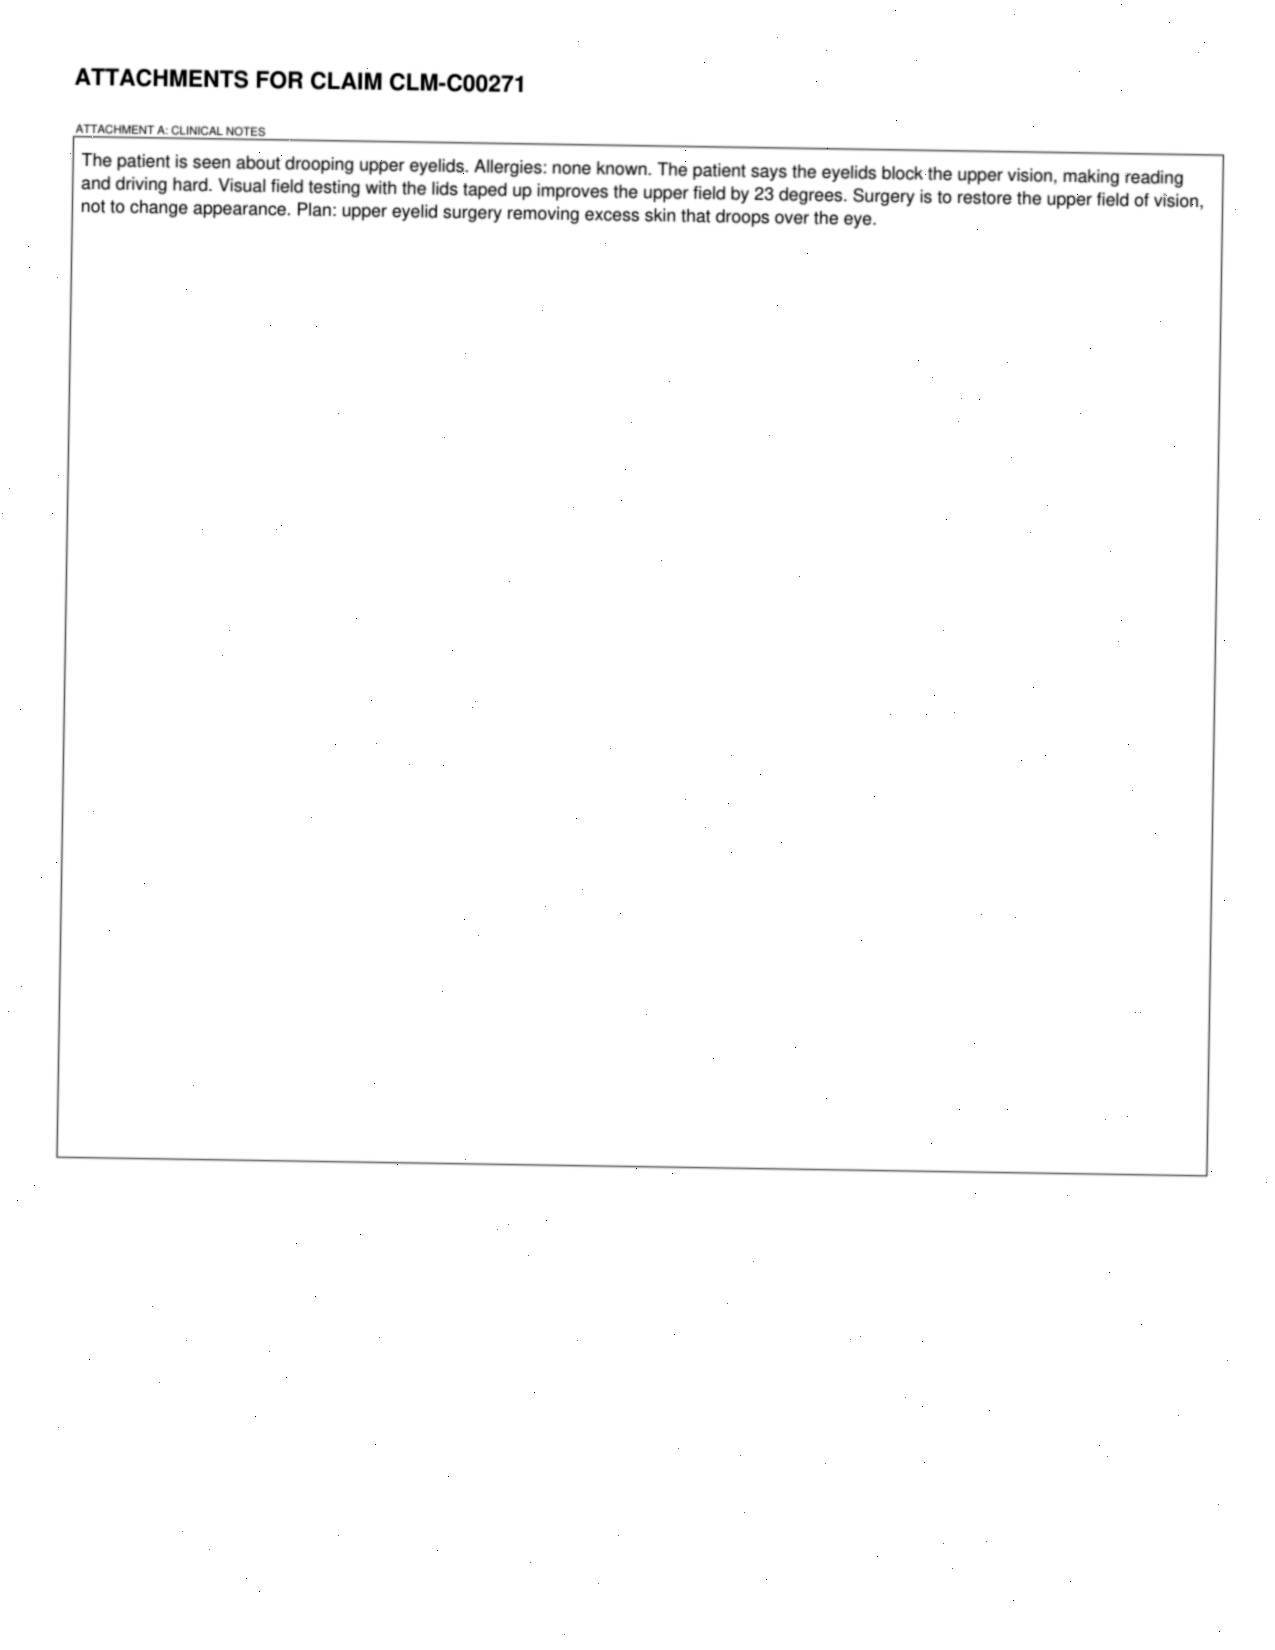 ATTACHMENTS FOR CLAIM CLM-C00271
ATTACHMENT A: CLINICAL NOTES
The patient is seen about drooping upper eyelids. Allergies: none known. The patient says the eyelids block the upper vision, making reading
and driving hard. Visual field testing with the lids taped up improves the upper field by 23 degrees. Surgery is to restore the upper field of vision,
not to change appearance. Plan: upper eyelid surgery removing excess skin that droops over the eye.